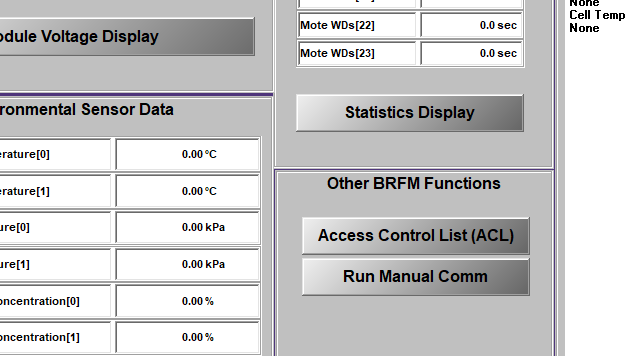 None
Cell Temp
None
Mote WDs[22] 0.0 sec
Mote WDs[23] 0.0 sec
odule Voltage Display
Statistics Display
ronmental Sensor Data
erature[0] 0.00 °C
erature[1] 0.00 °C
ure[0] 0.00 kPa
ure[1] 0.00 kPa
oncentration[0] 0.00 %
oncentration[1] 0.00 %
Other BRFM Functions
Access Control List (ACL)
Run Manual Comm